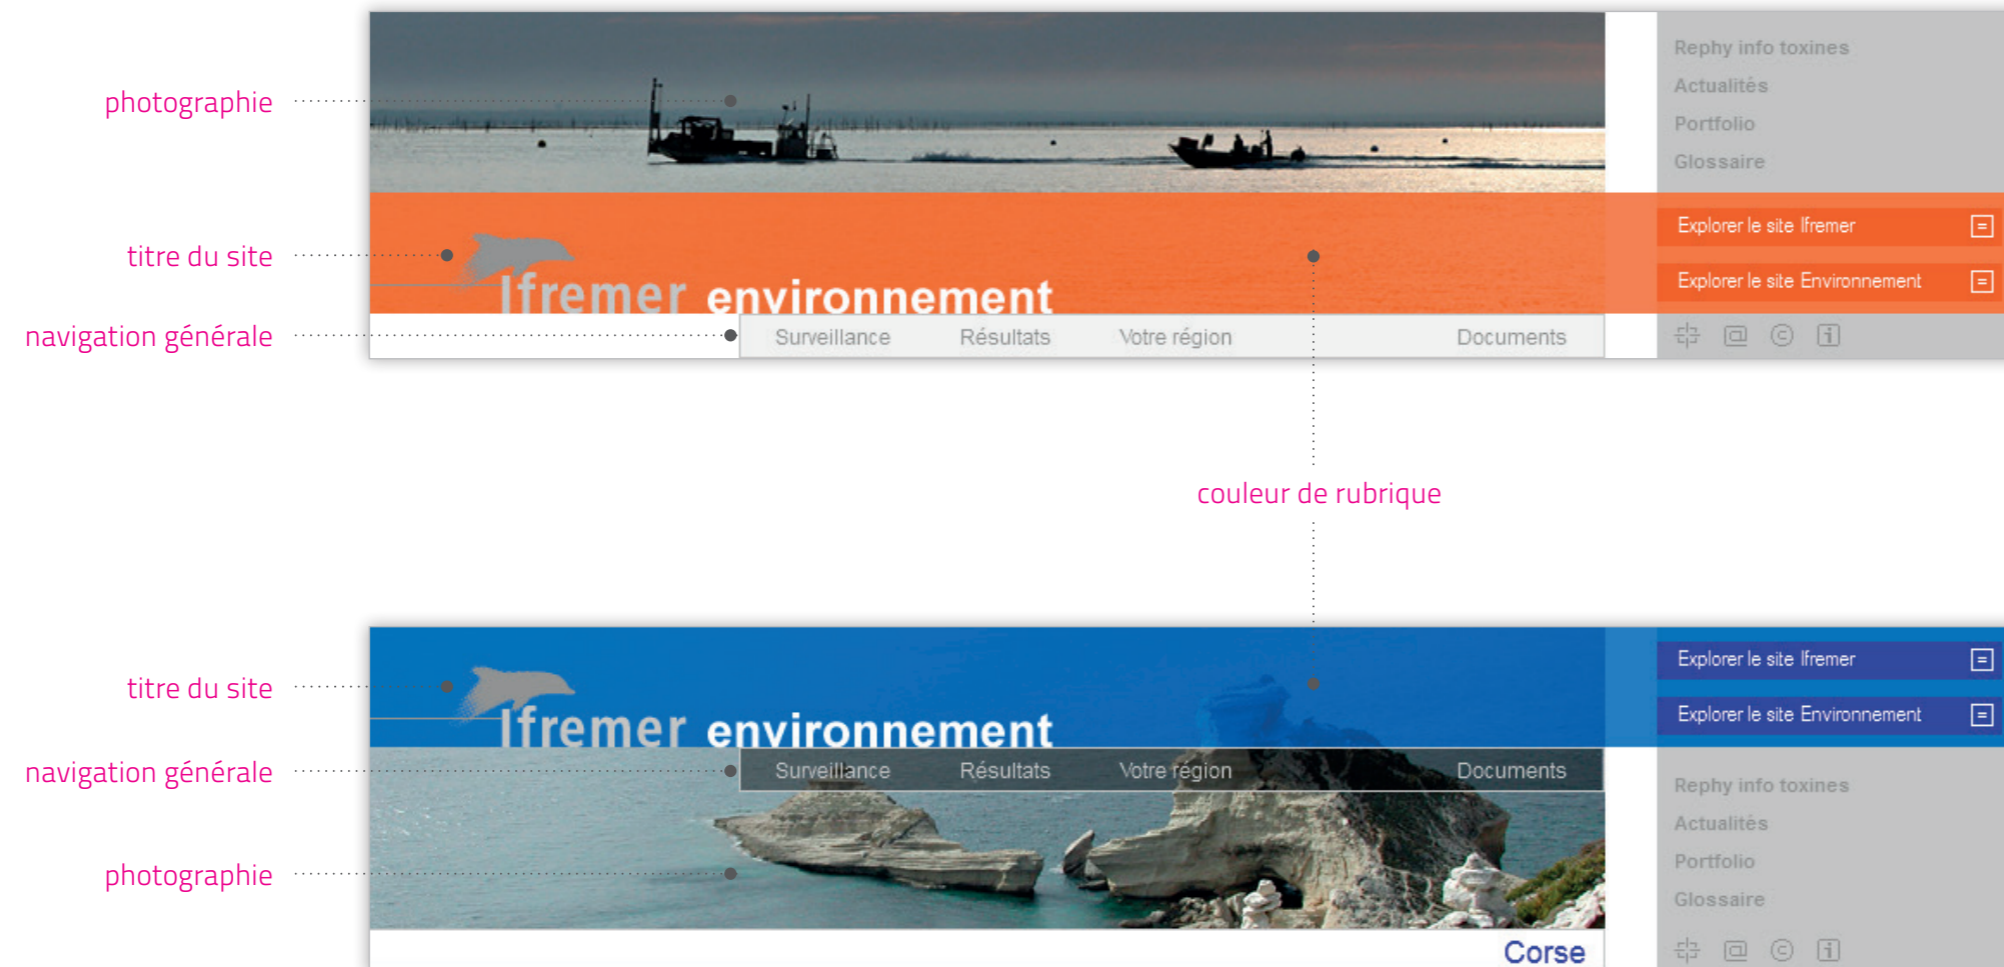 photographie
titre du site
navigation générale
Ifremer environnement
Surveillance Résultats Votre région Documents
Rephy info toxines
Actualités
Portfolio
Glossaire
Explorer le site Ifremer
Explorer le site Environnement
couleur de rubrique
titre du site
navigation générale
photographie
Ifremer environnement
Surveillance Résultats Votre région Documents
Corse
Explorer le site Ifremer
Explorer le site Environnement
Rephy info toxines
Actualités
Portfolio
Glossaire